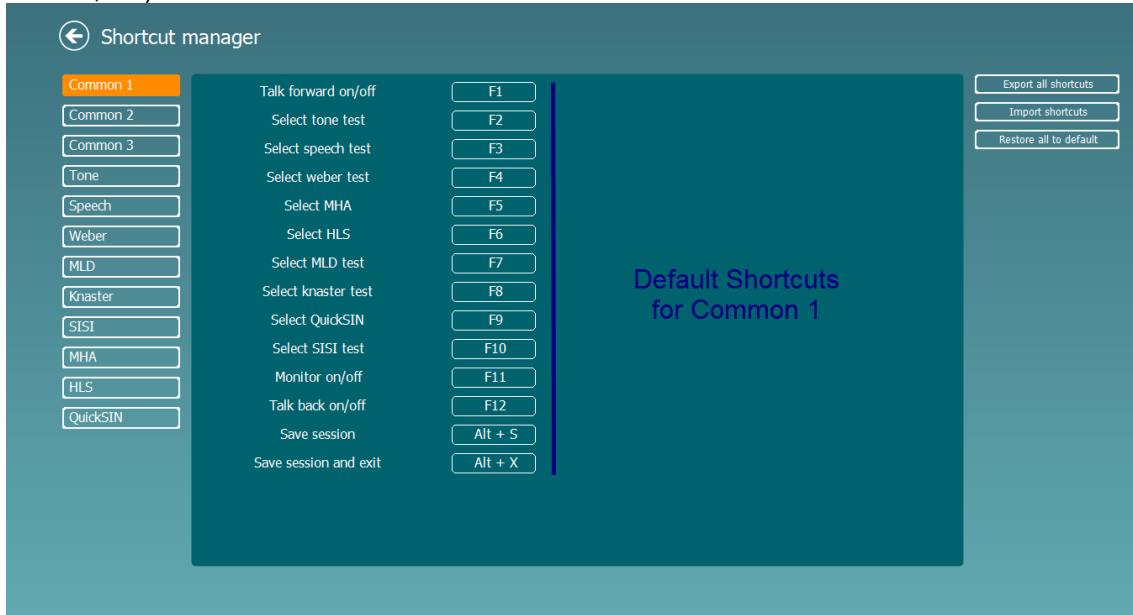 Shortcut manager
Common 1
Common 2
Common 3
Tone
Speech
Weber
MLD
Knaster
SISI
MHA
HLS
QuickSIN
Talk forward on/off F1
Select tone test F2
Select speech test F3
Select weber test F4
Select MHA F5
Select HLS F6
Select MLD test F7
Select knaster test F8
Select QuickSIN F9
Select SISI test F10
Monitor on/off F11
Talk back on/off F12
Save session Alt + S
Save session and exit Alt + X
Default Shortcuts
for Common 1
Export all shortcuts
Import shortcuts
Restore all to default